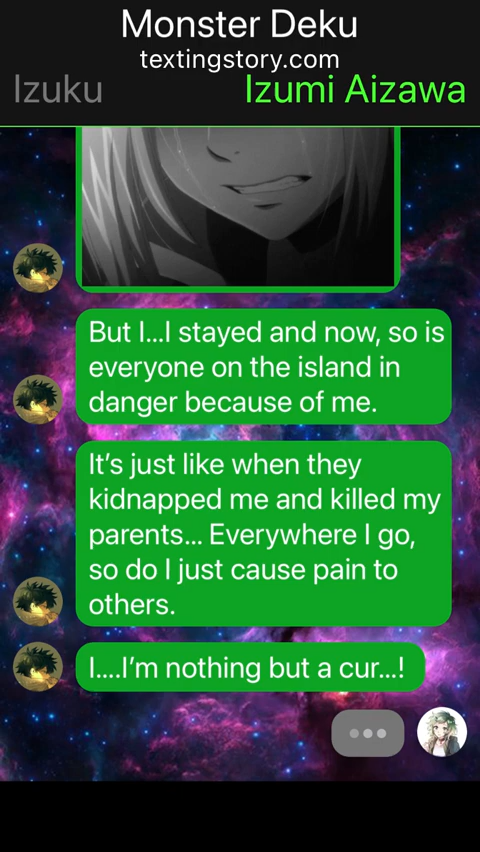 Monster Deku
textingstory.com
Izuku
Izumi Aizawa
But I...I stayed and now, so is
everyone on the island in
danger because of me.
It's just like when they
kidnapped me and killed my
parents... Everywhere I go,
so do I just cause pain to
others.
I....I'm nothing but a cur...!